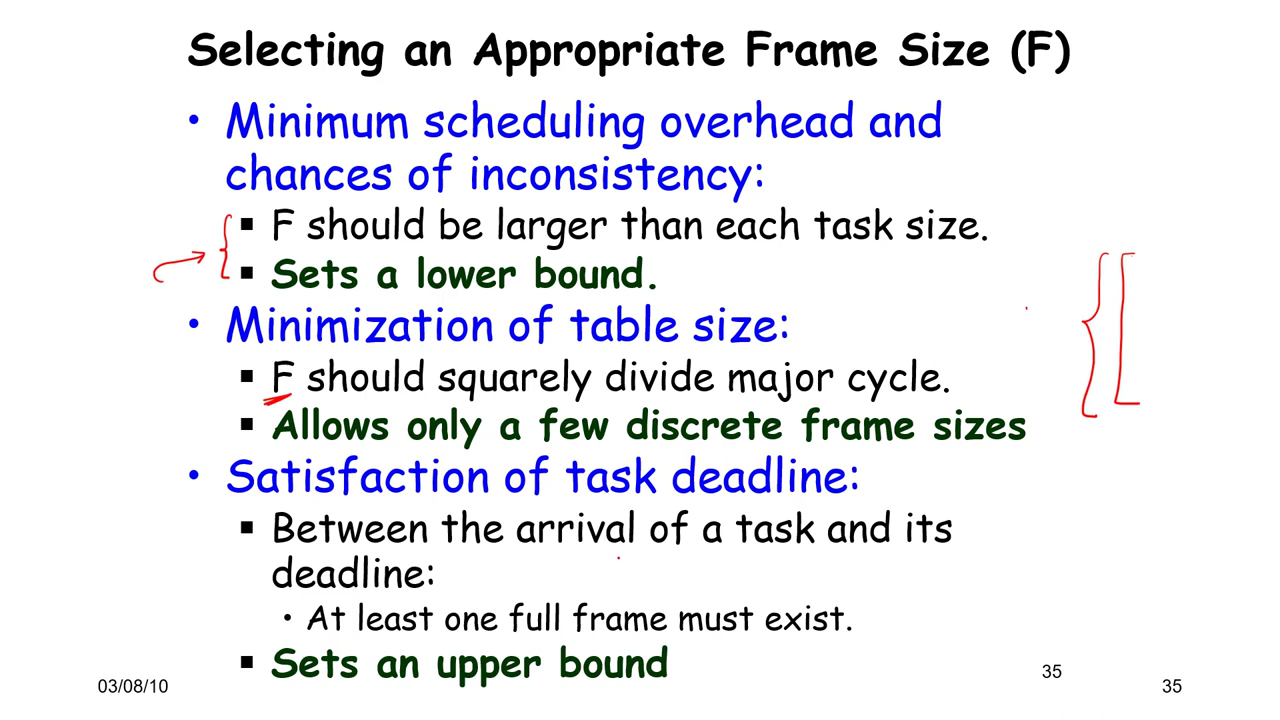 Selecting an Appropriate Frame Size (F)
• Minimum scheduling overhead and
chances of inconsistency:
▪ F should be larger than each task size.
▪ Sets a lower bound.
• Minimization of table size:
▪ F should squarely divide major cycle.
▪ Allows only a few discrete frame sizes
• Satisfaction of task deadline:
▪ Between the arrival of a task and its
deadline:
• At least one full frame must exist.
▪ Sets an upper bound
03/08/10
35
35